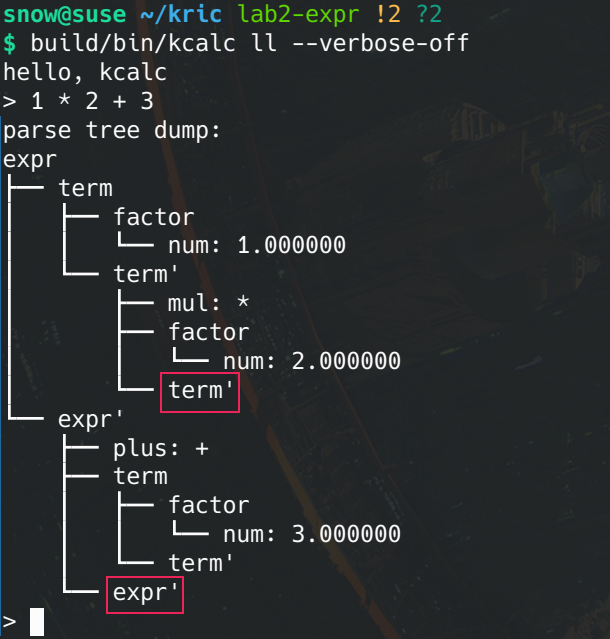 snow@suse ~/kric lab2-expr !2 ?2
$ build/bin/kcalc ll --verbose-off
hello, kcalc
> 1 * 2 + 3
parse tree dump:
expr
├── term
│   ├── factor
│   │   └── num: 1.000000
│   └── term'
│       ├── mul: *
│       ├── factor
│       │   └── num: 2.000000
│       └── term'
└── expr'
    ├── plus: +
    ├── term
    │   ├── factor
    │   │   └── num: 3.000000
    │   └── term'
    └── expr'
>